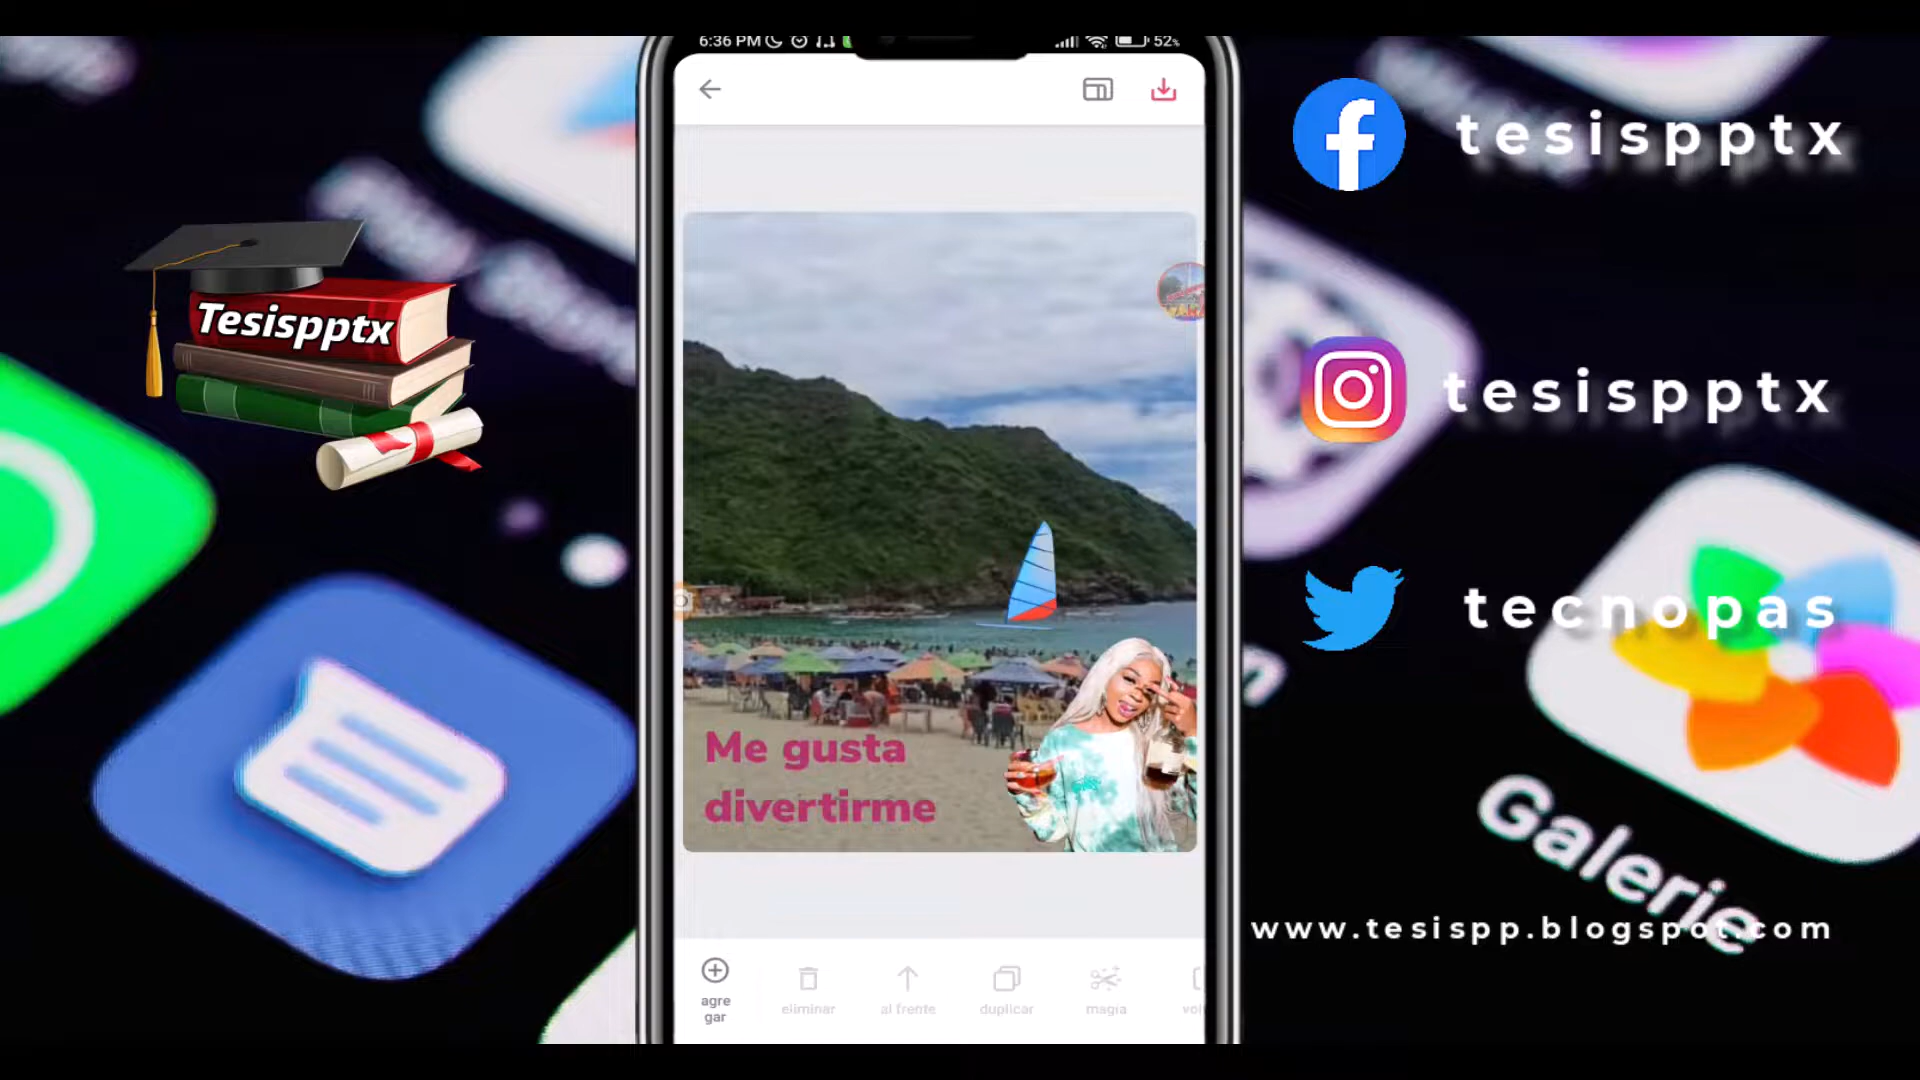 6:36 PM
52%
Tesispptx
tesispptx
tesispptx
tecnopas
Me gusta
divertirme
Galerie
www.tesispp.blogspot.com
agre
gar
eliminar
al frente
duplicar
magia